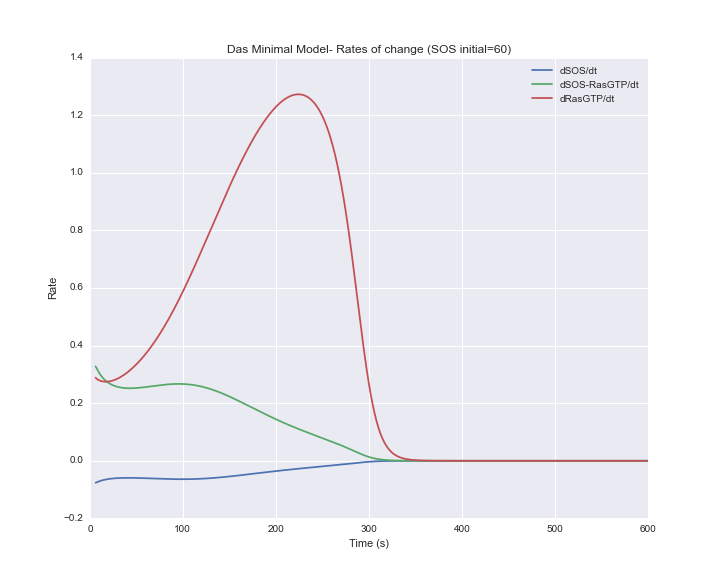 Das Minimal Model- Rates of change (SOS initial=60)
1.4
1.2
1.0
0.8
0.6
0.4
0.2
0.0
−0.2
Rate
dSOS/dt
dSOS-RasGTP/dt
dRasGTP/dt
0 100 200 300 400 500 600
Time (s)